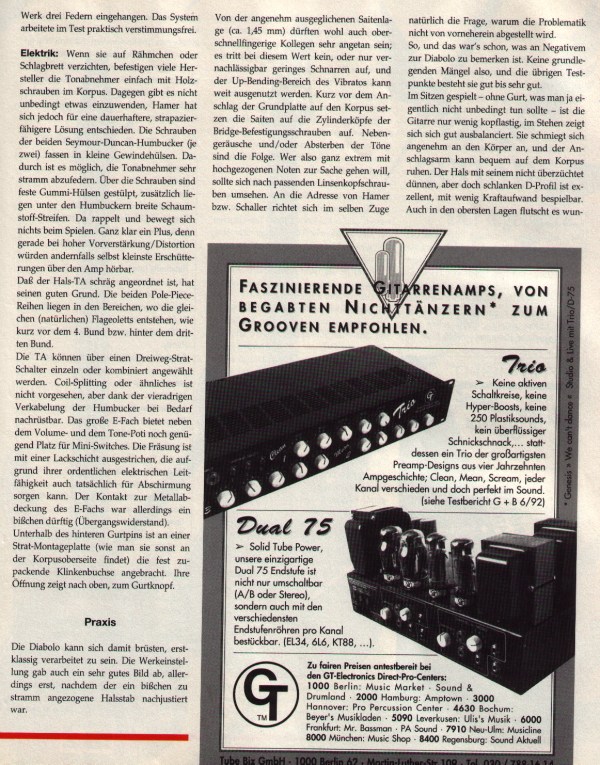 Werk drei Federn eingehangen. Das System
arbeitete im Test praktisch verstimmungsfrei.
Elektrik: Wenn sie auf Rähmchen oder
Schlagbrett verzichten, befestigen viele Her-
steller die Tonabnehmer einfach mit Holz-
schrauben im Korpus. Dagegen gibt es nicht
unbedingt etwas einzuwenden, Hamer hat
sich jedoch für eine dauerhaftere, strapazier-
fähigere Lösung entschieden. Die Schrauben
der beiden Seymour-Duncan-Humbucker (je
zwei) fassen in kleine Gewindehülsen. Da-
durch ist es möglich, die Tonabnehmer sehr
stramm abzufedern. Über die Schrauben sind
feste Gummi-Hülsen gestülpt, zusätzlich lie-
gen unter den Humbuckern breite Schaum-
stoff-Streifen. Da rappelt und bewegt sich
nichts beim Spielen. Ganz klar ein Plus, denn
gerade bei hoher Vorverstärkung/Distortion
würden andernfalls selbst kleinste Erschütte-
rungen über den Amp hörbar.
Daß der Hals-TA schräg angeordnet ist, hat
seinen guten Grund. Die beiden Pole-Piece-
Reihen liegen in den Bereichen, wo die glei-
chen (natürlichen) Flageoletts entstehen, wie
kurz vor dem 4. Bund bzw. hinter dem drit-
ten Bund.
Die TA können über einen Dreiweg-Strat-
Schalter einzeln oder kombiniert angewählt
werden. Coil-Splitting oder ähnliches ist
nicht vorgesehen, aber dank der vieradrigen
Verkabelung der Humbucker bei Bedarf
nachrüstbar. Das große E-Fach bietet neben
dem Volume- und dem Tone-Poti noch genü-
gend Platz für Mini-Switches. Die Fräsung ist
mit einer Lackschicht ausgestrichen, die auf-
grund ihrer ordentlichen elektrischen Leit-
fähigkeit auch tatsächlich für Abschirmung
sorgen kann. Der Kontakt zur Metallab-
deckung des E-Fachs war allerdings ein
bißchen dürftig (Übergangswiderstand).
Unterhalb des hinteren Gurtpins ist an einer
Strat-Montageplatte (wie man sie sonst an
der Korpusoberseite findet) die fest zu-
packende Klinkenbuchse angebracht. Ihre
Öffnung zeigt nach oben, zum Gurtknopf.
Praxis
Die Diabolo kann sich damit brüsten, erst-
klassig verarbeitet zu sein. Die Werkeinstel-
lung gab auch ein sehr gutes Bild ab, aller-
dings erst, nachdem der ein bißchen zu
stramm angezogene Halsstab nachjustiert
war.
Von der angenehm ausgeglichenen Saitenla-
ge (ca. 1,45 mm) dürften wohl auch ober-
schnellfingerige Kollegen sehr angetan sein;
es tritt bei diesem Wert kein, oder nur ver-
nachlässigbar geringes Schnarren auf, und
der Up-Bending-Bereich des Vibratos kann
weit ausgenutzt werden. Kurz vor dem An-
schlag der Grundplatte auf den Korpus set-
zen die Saiten auf die Zylinderköpfe der
Bridge-Befestigungsschrauben auf. Neben-
geräusche und/oder Absterben der Töne
sind die Folge. Wer also ganz extrem mit
hochgezogenen Noten zur Sache gehen will,
sollte sich nach passenden Linsenkopfschrau-
ben umsehen. An die Adresse von Hamer
bzw. Schaller richtet sich im selben Zuge
natürlich die Frage, warum die Problematik
nicht von vorneherein abgestellt wird.
So, und das war's schon, was an Negativem
zur Diabolo zu bemerken ist. Keine grundle-
genden Mängel also, und die übrigen Test-
punkte besteht sie gut bis sehr gut.
Im Sitzen gespielt – ohne Gurt, was man ja ei-
gentlich nicht unbedingt tun sollte – ist die
Gitarre nur wenig kopflastig, im Stehen zeigt
sich sich gut ausbalanciert. Sie schmiegt sich
angenehm an den Körper an, und der An-
schlagsarm kann bequem auf dem Korpus
ruhen. Der Hals mit seinem nicht überzüchtet
dünnen, aber doch schlanken D-Profil ist ex-
zellent, mit wenig Kraftaufwand bespielbar.
Auch in den obersten Lagen flutscht es wun-
Faszinierende Gitarrenamps, von
begabten Nichttänzern* zum
Grooven empfohlen.
Trio
➢ Keine aktiven
Schaltkreise, keine
Hyper-Boosts, keine
250 Plastiksounds,
kein überflüssiger
Schnickschnack,... statt-
dessen ein Trio der großartigsten
Preamp-Designs aus vier Jahrzehnten
Ampgeschichte; Clean, Mean, Scream, jeder
Kanal verschieden und doch perfekt im Sound.
(siehe Testbericht G + B 6/92)
Clean
Trio
GT
Dual 75
➢ Solid Tube Power,
unsere einzigartige
Dual 75 Endstufe ist
nicht nur umschaltbar
(A/B oder Stereo),
sondern auch mit den
verschiedensten
Endstufenröhren pro Kanal
bestückbar. (EL34, 6L6, KT88, ...).
* Genesis » We can't dance « Studio & Live mit Trio/D-75
GT
TM
Zu fairen Preisen antestbereit bei
den GT-Electronics Direct-Pro-Centers:
1000 Berlin: Music Market · Sound &
Drumland · 2000 Hamburg: Amptown · 3000
Hannover: Pro Percussion Center · 4630 Bochum:
Beyer's Musikladen · 5090 Leverkusen: Ulis's Musik · 6000
Frankfurt: Mr. Bassman · PA Sound · 7910 Neu-Ulm: Musicline
8000 München: Music Shop · 8400 Regensburg: Sound Aktuell
Tube Biz GmbH · 1000 Berlin 62 · Martin-Luther-Str 109 · Tel. 030 / 788 16 14